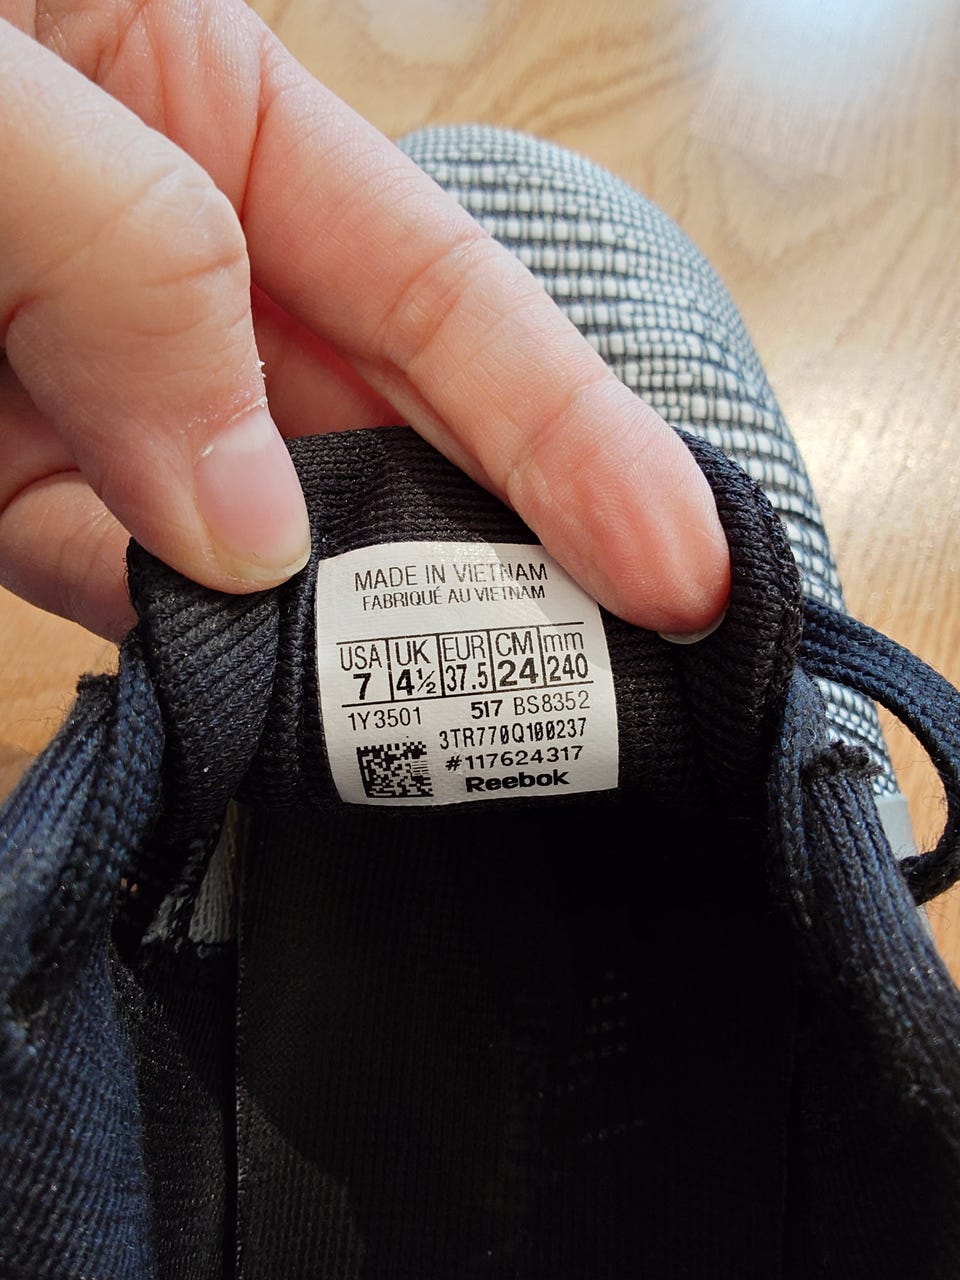 MADE IN VIETNAM
FABRIQUÉ AU VIETNAM
USA UK EUR CM mm
7 4½ 37.5 24 240
1Y3501 517 BS8352
3TR770Q100237
#117624317
Reebok